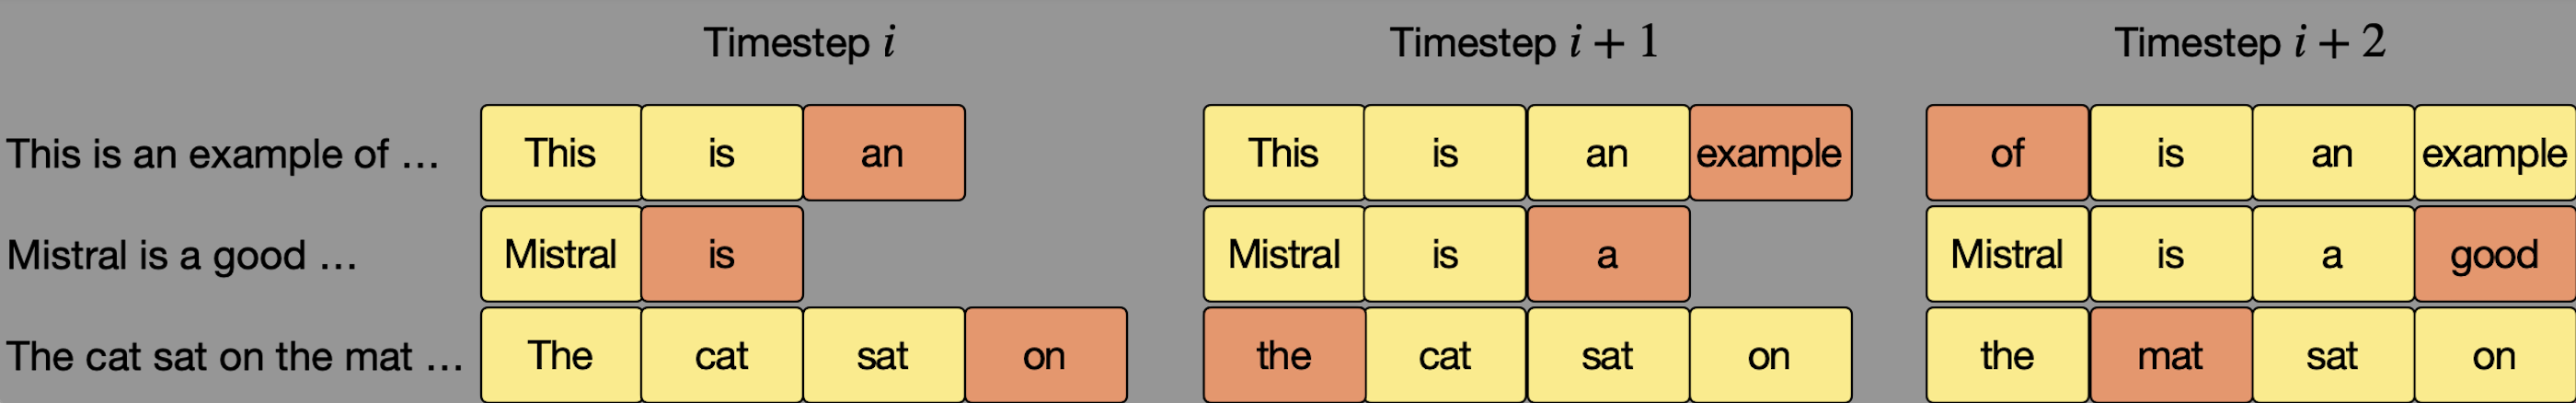 Timestep i Timestep i + 1 Timestep i + 2
This is an example of ... This is an This is an example of is an example
Mistral is a good ... Mistral is Mistral is a Mistral is a good
The cat sat on the mat ... The cat sat on the cat sat on the mat sat on